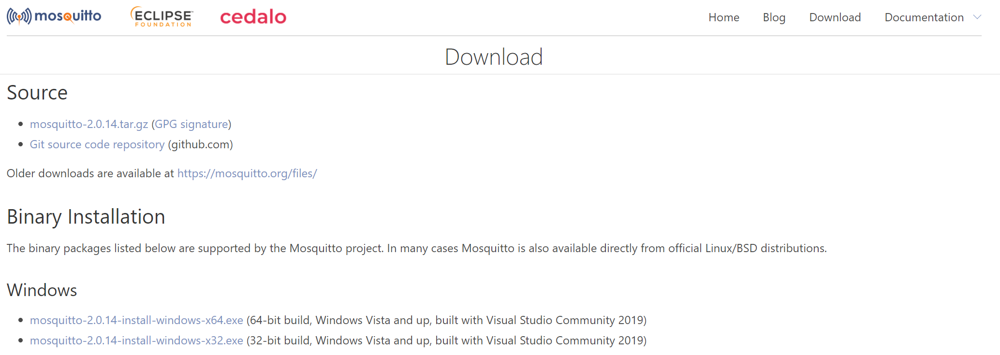 mosquitto ECLIPSE™ FOUNDATION cedalo Home Blog Download Documentation
Download
Source
mosquitto-2.0.14.tar.gz (GPG signature)
Git source code repository (github.com)
Older downloads are available at https://mosquitto.org/files/
Binary Installation
The binary packages listed below are supported by the Mosquitto project. In many cases Mosquitto is also available directly from official Linux/BSD distributions.
Windows
mosquitto-2.0.14-install-windows-x64.exe (64-bit build, Windows Vista and up, built with Visual Studio Community 2019)
mosquitto-2.0.14-install-windows-x32.exe (32-bit build, Windows Vista and up, built with Visual Studio Community 2019)